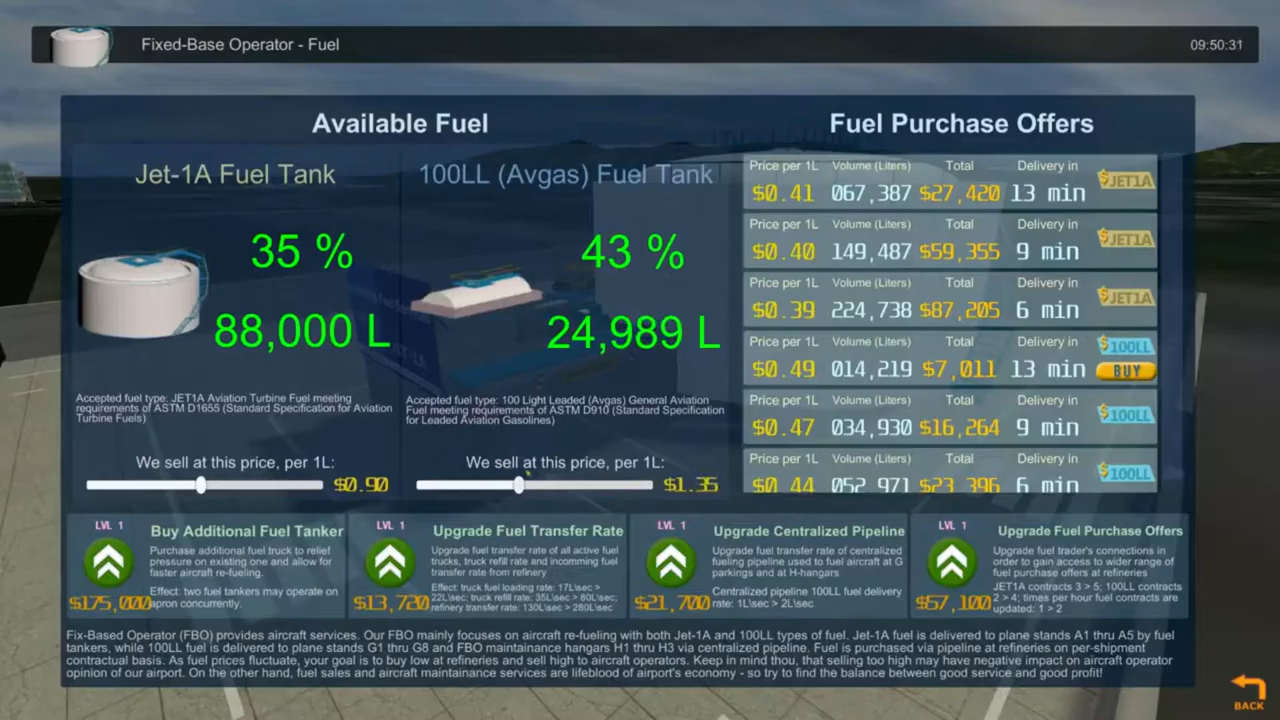 Fixed-Base Operator - Fuel
09:50:31
Available Fuel
Jet-1A Fuel Tank
35 %
88,000 L
Accepted fuel type: JET1A Aviation Turbine Fuel meeting
requirements of ASTM D1655 (Standard Specification for Aviation
Turbine Fuels)
We sell at this price, per 1L:
$0.90
100LL (Avgas) Fuel Tank
43 %
24,989 L
Accepted fuel type: 100 Light Leaded (Avgas) General Aviation
Fuel meeting requirements of ASTM D910 (Standard Specification
for Leaded Aviation Gasolines)
We sell at this price, per 1L:
$1.35
Fuel Purchase Offers
Price per 1L Volume (Liters) Total Delivery in
$0.41 067,387 $27,420 13 min $JET1A
Price per 1L Volume (Liters) Total Delivery in
$0.40 149,487 $59,355 9 min $JET1A
Price per 1L Volume (Liters) Total Delivery in
$0.39 224,738 $87,205 6 min $JET1A
Price per 1L Volume (Liters) Total Delivery in $100LL
$0.49 014,219 $7,011 13 min BUY
Price per 1L Volume (Liters) Total Delivery in
$0.47 034,930 $16,264 9 min $100LL
Price per 1L Volume (Liters) Total Delivery in
$0.44 052,971 $23,396 6 min $100LL
LVL 1
Buy Additional Fuel Tanker
Purchase additional fuel truck to relief
pressure on existing one and allow for
faster aircraft re-fueling.
Effect: two fuel tankers may operate on
apron concurrently.
$175,000
LVL 1
Upgrade Fuel Transfer Rate
Upgrade fuel transfer rate of all active fuel
trucks, truck refill rate and incomming fuel
transfer rate from refinery
Effect: truck fuel loading rate: 17L\sec >
22L\sec; truck refill rate: 35L\sec > 80L\sec;
refinery transfer rate: 130L\sec > 280L\sec
$13,720
LVL 1
Upgrade Centralized Pipeline
Upgrade fuel transfer rate of centralized
fueling pipeline used to fuel aircraft at G
parkings and at H-hangars
Centralized pipeline 100LL fuel delivery
rate: 1L\sec > 2L\sec
$21,700
LVL 1
Upgrade Fuel Purchase Offers
Upgrade fuel trader's connections in
order to gain access to wider range of
fuel purchase offers at refineries
JET1A contracts 3 > 5; 100LL contracts
2 > 4; times per hour fuel contracts are
updated: 1 > 2
$57,100
Fix-Based Operator (FBO) provides aircraft services. Our FBO mainly focuses on aircraft re-fueling with both Jet-1A and 100LL types of fuel. Jet-1A fuel is delivered to plane stands A1 thru A5 by fuel
tankers, while 100LL fuel is delivered to plane stands G1 thru G8 and FBO maintainance hangars H1 thru H3 via centralized pipeline. Fuel is purchased via pipeline at refineries on per-shipment
contractual basis. As fuel prices fluctuate, your goal is to buy low at refineries and sell high to aircraft operators. Keep in mind thou, that selling too high may have negative impact on aircraft operator
opinion of our airport. On the other hand, fuel sales and aircraft maintainance services are lifeblood of airport's economy - so try to find the balance between good service and good profit!
BACK